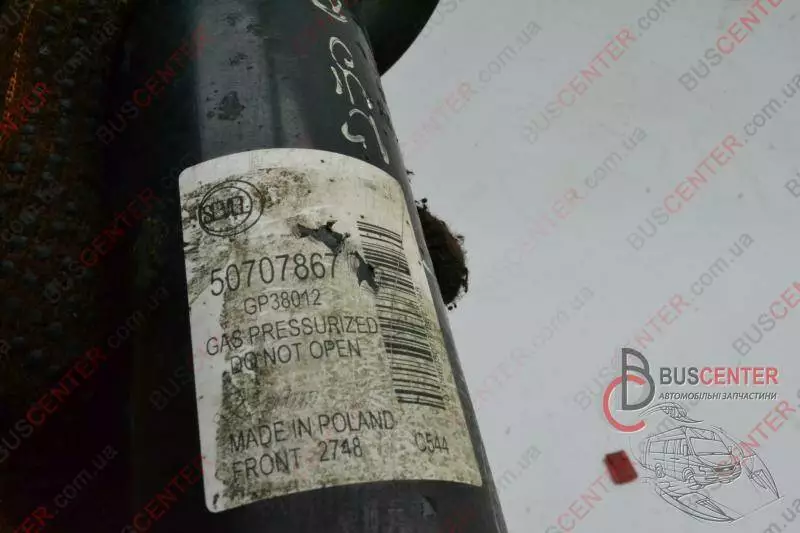 SEVEL
50707867
GP38012
GAS PRESSURIZED
DO NOT OPEN
MADE IN POLAND
FRONT - 2748
C544
BUSCENTER
АВТОМОБІЛЬНІ ЗАПЧАСТИНИ
BUSCENTER.com.ua